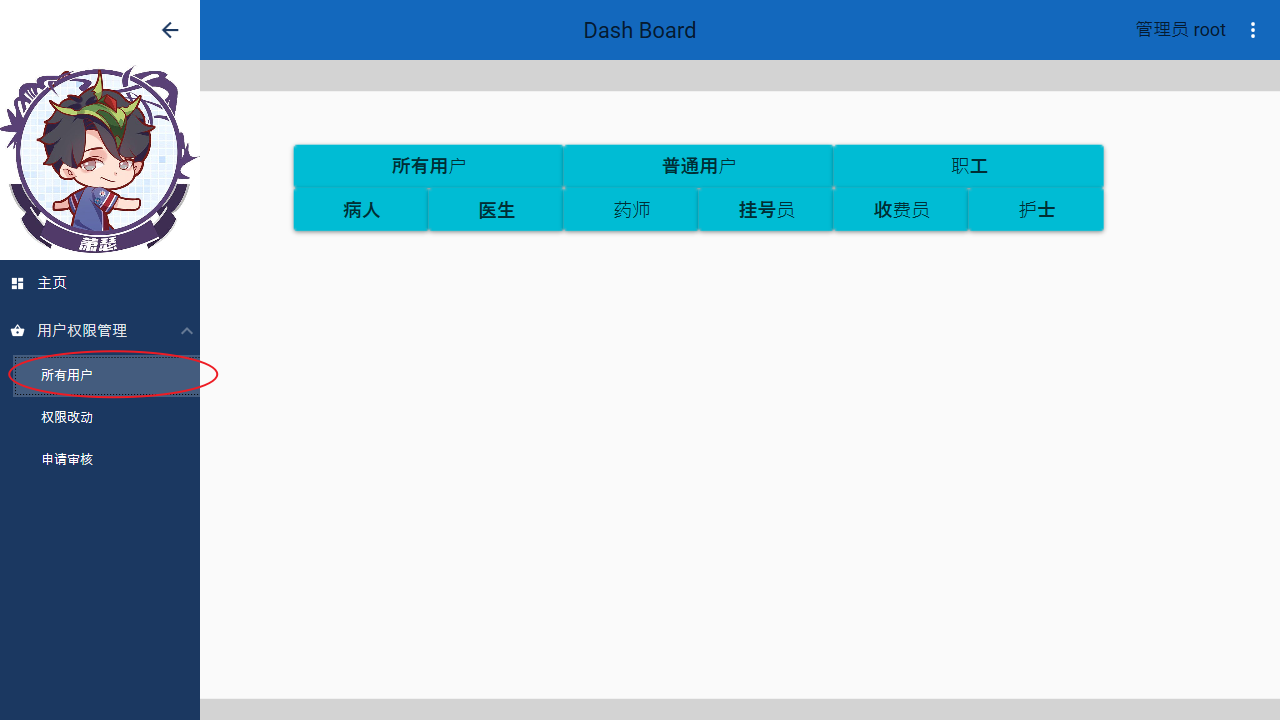 Dash Board
管理员 root
萧瑟
主页
用户权限管理
所有用户
权限改动
申请审核
所有用户 普通用户 职工
病人 医生 药师 挂号员 收费员 护士